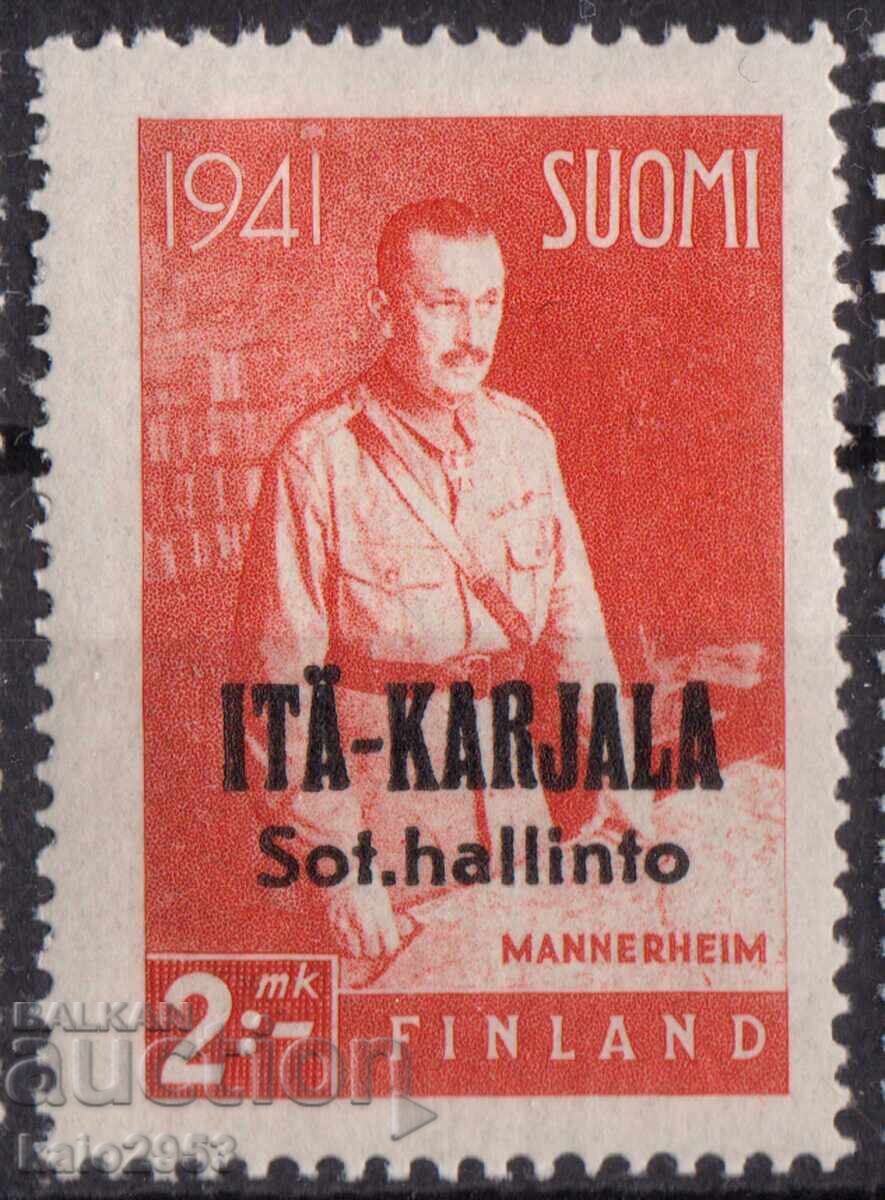 1941 SUOMI
ITÄ-KARJALA
Sot.hallinto
MANNERHEIM
2:- mk FINLAND
BALKAN
auction
kaio2953